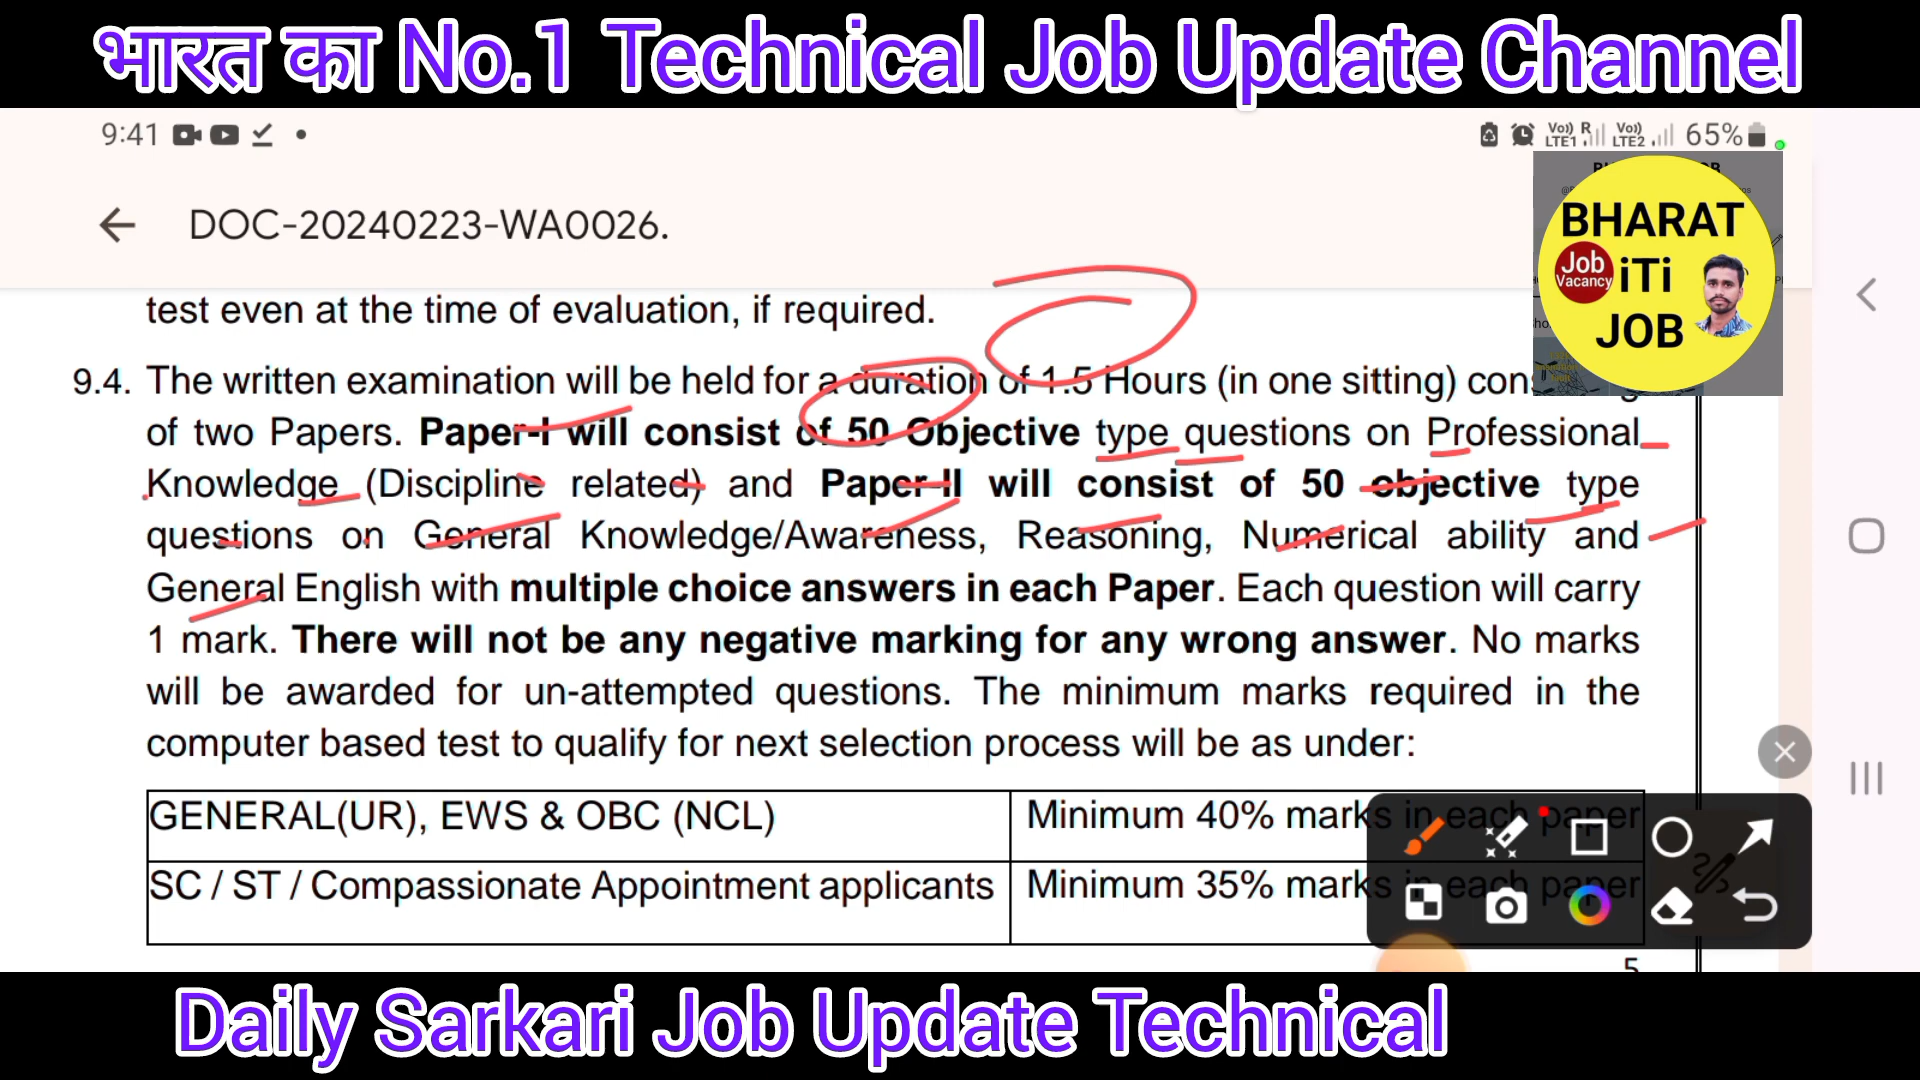 भारत का No.1 Technical Job Update Channel
9:41
Vo)) R
LTE1
Vo))
LTE2
65%
DOC-20240223-WA0026.
BHARAT
Job
Vacancy
iTi
JOB
test even at the time of evaluation, if required.
9.4. The written examination will be held for a duration of 1.5 Hours (in one sitting)
of two Papers. Paper-I will consist of 50 Objective type questions on Professional
Knowledge (Discipline related) and Paper-II will consist of 50 objective type
questions on General Knowledge/Awareness, Reasoning, Numerical ability and
General English with multiple choice answers in each Paper. Each question will carry
1 mark. There will not be any negative marking for any wrong answer. No marks
will be awarded for un-attempted questions. The minimum marks required in the
computer based test to qualify for next selection process will be as under:
GENERAL(UR), EWS & OBC (NCL) Minimum 40% marks in each paper
SC / ST / Compassionate Appointment applicants Minimum 35% marks in each paper
5
Daily Sarkari Job Update Technical